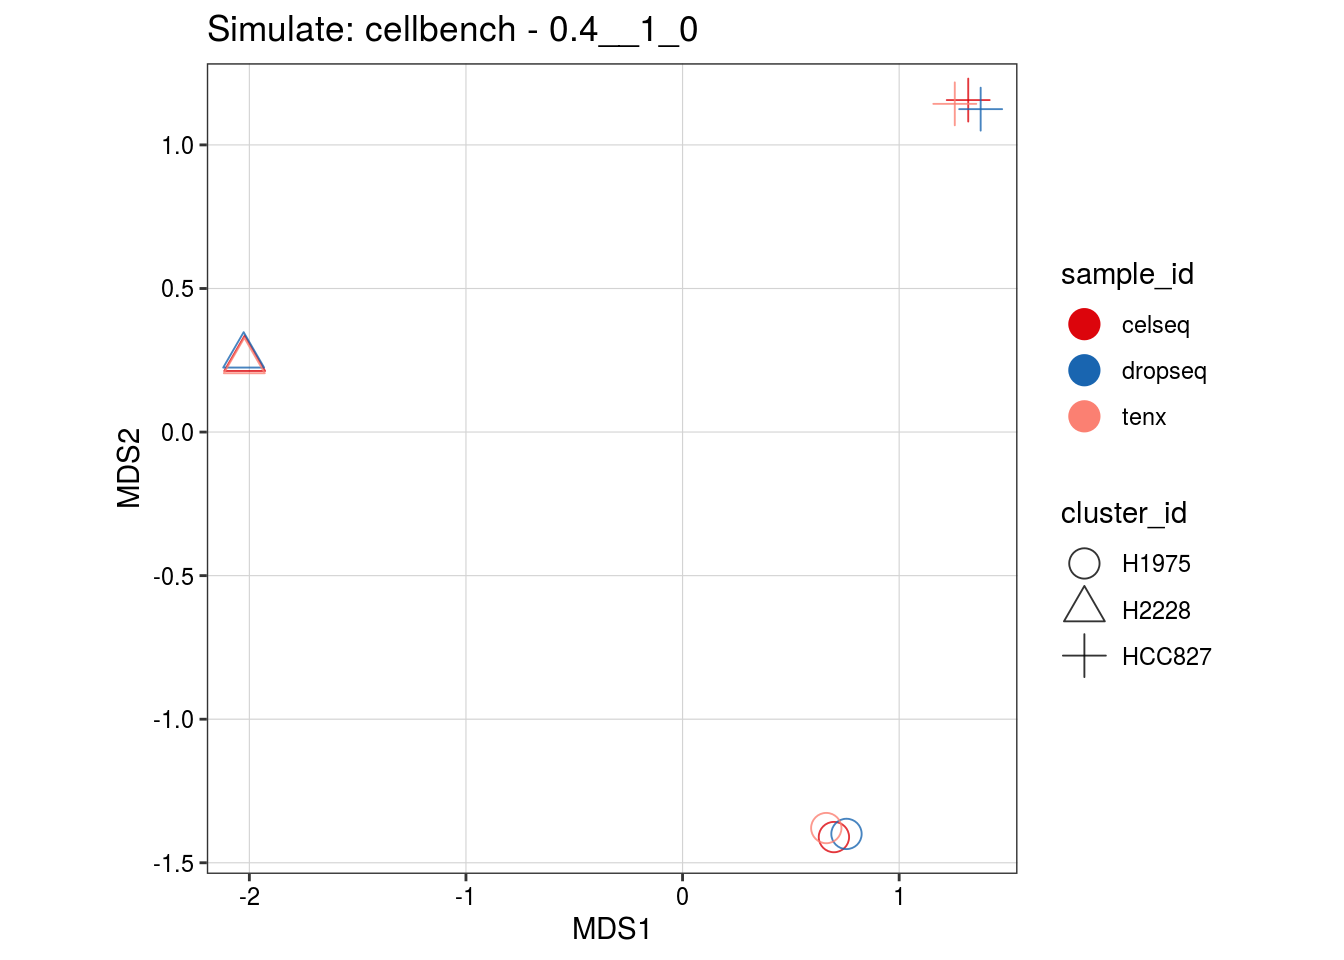 Simulate: cellbench - 0.4__1_0
1.0
0.5
0.0
-0.5
-1.0
-1.5
MDS2
-2
-1
0
1
MDS1
sample_id
celseq
dropseq
tenx
cluster_id
H1975
H2228
HCC827